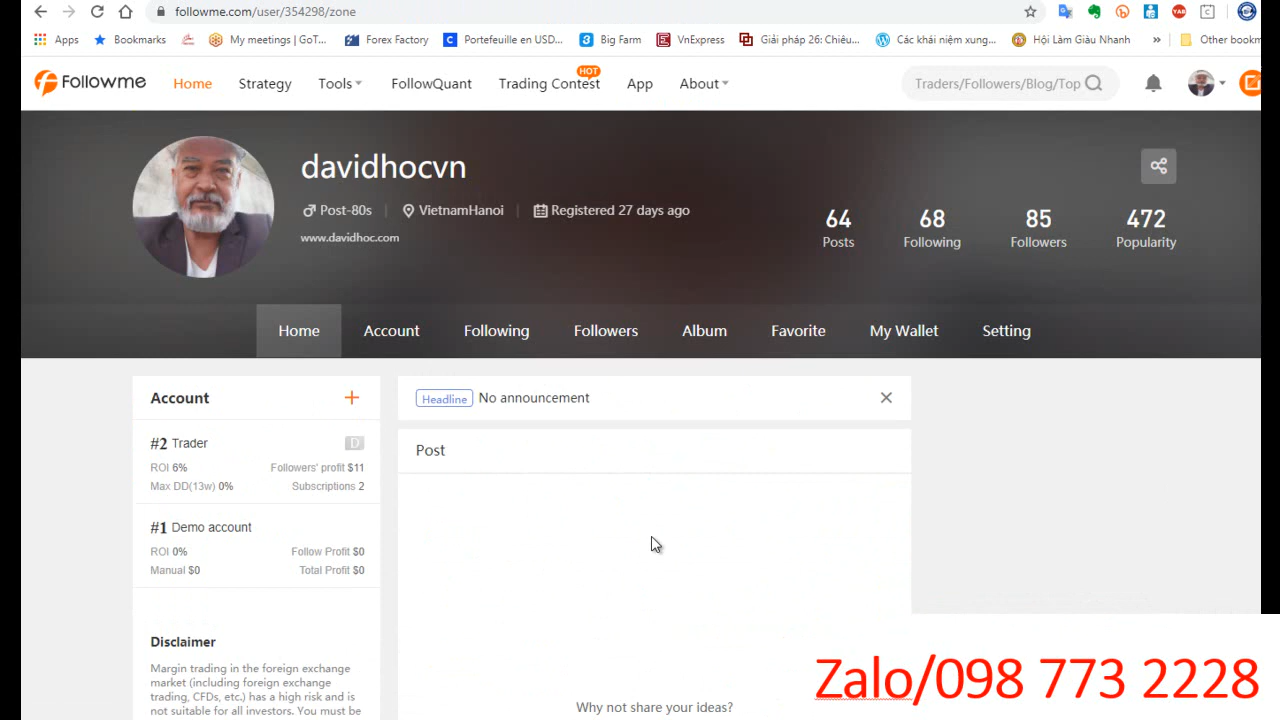 followme.com/user/354298/zone
Apps Bookmarks My meetings | GoT... Forex Factory Portefeuille en USD... Big Farm VnExpress Giải pháp 26: Chiêu... Các khái niệm xung... Hội Làm Giàu Nhanh » Other bookm
Followme Home Strategy Tools FollowQuant Trading Contest HOT App About Traders/Followers/Blog/Top
davidhocvn
Post-80s | VietnamHanoi | Registered 27 days ago
www.davidhoc.com
64 68 85 472
Posts Following Followers Popularity
Home Account Following Followers Album Favorite My Wallet Setting
Account +
#2 Trader D
ROI 6% Followers' profit $11
Max DD(13w) 0% Subscriptions 2
#1 Demo account
ROI 0% Follow Profit $0
Manual $0 Total Profit $0
Disclaimer
Margin trading in the foreign exchange
market (including foreign exchange
trading, CFDs, etc.) has a high risk and is
not suitable for all investors. You must be
Headline No announcement
Post
Why not share your ideas?
Zalo/098 773 2228